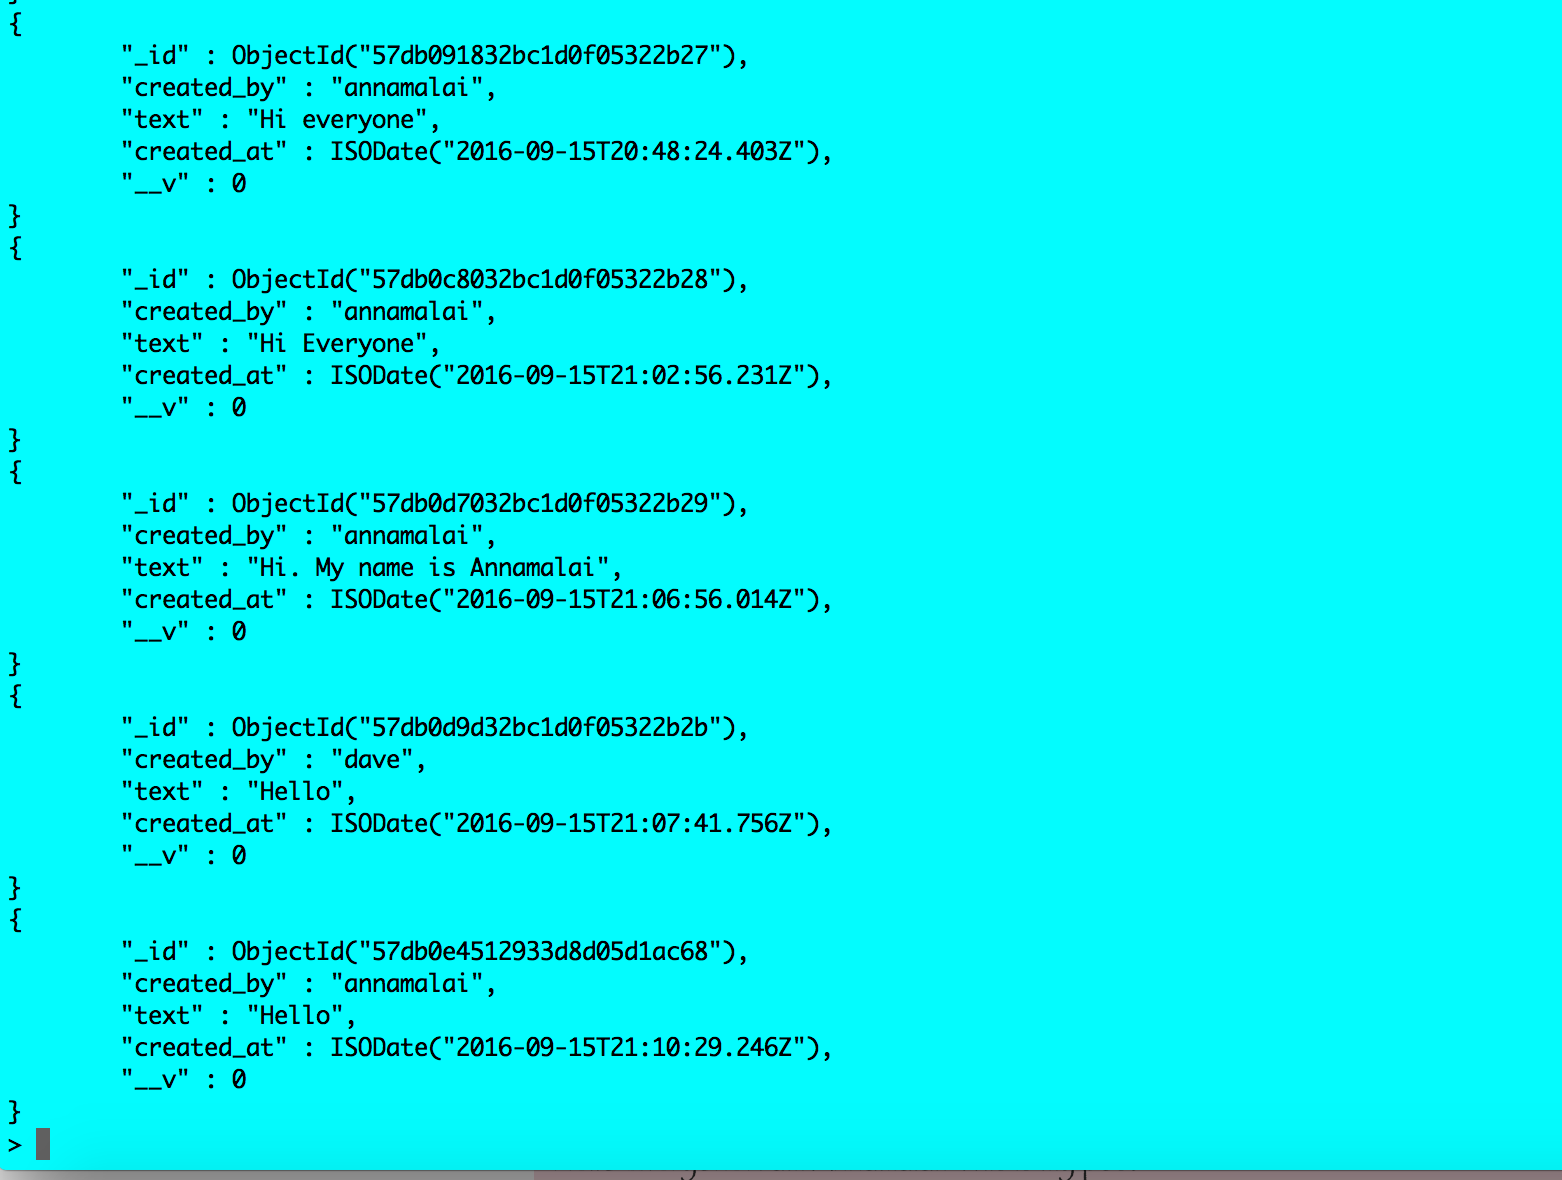 }
{
"_id" : ObjectId("57db091832bc1d0f05322b27"),
"created_by" : "annamalai",
"text" : "Hi everyone",
"created_at" : ISODate("2016-09-15T20:48:24.403Z"),
"__v" : 0
}
{
"_id" : ObjectId("57db0c8032bc1d0f05322b28"),
"created_by" : "annamalai",
"text" : "Hi Everyone",
"created_at" : ISODate("2016-09-15T21:02:56.231Z"),
"__v" : 0
}
{
"_id" : ObjectId("57db0d7032bc1d0f05322b29"),
"created_by" : "annamalai",
"text" : "Hi. My name is Annamalai",
"created_at" : ISODate("2016-09-15T21:06:56.014Z"),
"__v" : 0
}
{
"_id" : ObjectId("57db0d9d32bc1d0f05322b2b"),
"created_by" : "dave",
"text" : "Hello",
"created_at" : ISODate("2016-09-15T21:07:41.756Z"),
"__v" : 0
}
{
"_id" : ObjectId("57db0e4512933d8d05d1ac68"),
"created_by" : "annamalai",
"text" : "Hello",
"created_at" : ISODate("2016-09-15T21:10:29.246Z"),
"__v" : 0
}
>